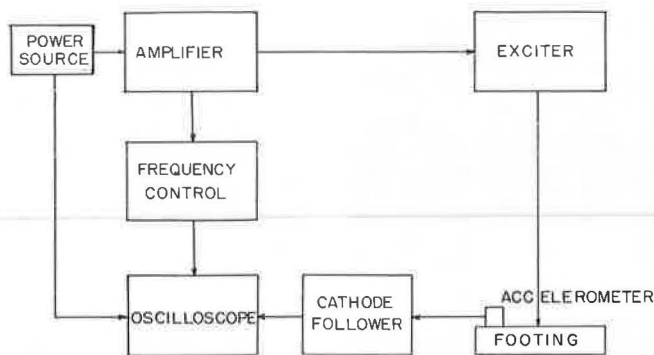 POWER
SOURCE
AMPLIFIER
EXCITER
FREQUENCY
CONTROL
OSCILLOSCOPE
CATHODE
FOLLOWER
ACCELEROMETER
FOOTING